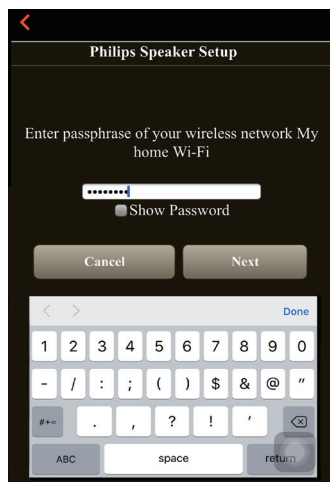 Philips Speaker Setup
Enter passphrase of your wireless network My
home Wi-Fi
••••••••
Show Password
Cancel Next
Done
1 2 3 4 5 6 7 8 9 0
- / : ; ( ) $ & @ "
#+= . , ? ! '
ABC space return